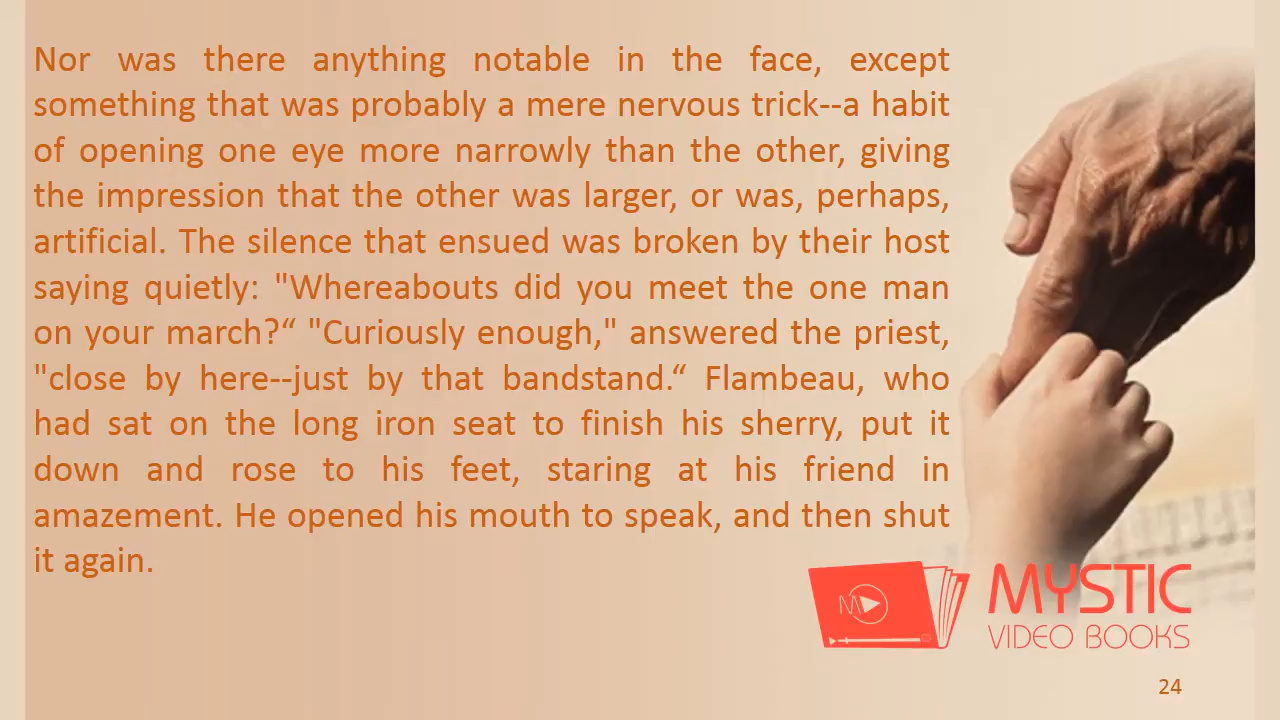 Nor was there anything notable in the face, except
something that was probably a mere nervous trick--a habit
of opening one eye more narrowly than the other, giving
the impression that the other was larger, or was, perhaps,
artificial. The silence that ensued was broken by their host
saying quietly: "Whereabouts did you meet the one man
on your march?“ "Curiously enough," answered the priest,
"close by here--just by that bandstand.“ Flambeau, who
had sat on the long iron seat to finish his sherry, put it
down and rose to his feet, staring at his friend in
amazement. He opened his mouth to speak, and then shut
it again.
M
MYSTIC
VIDEO BOOKS
24